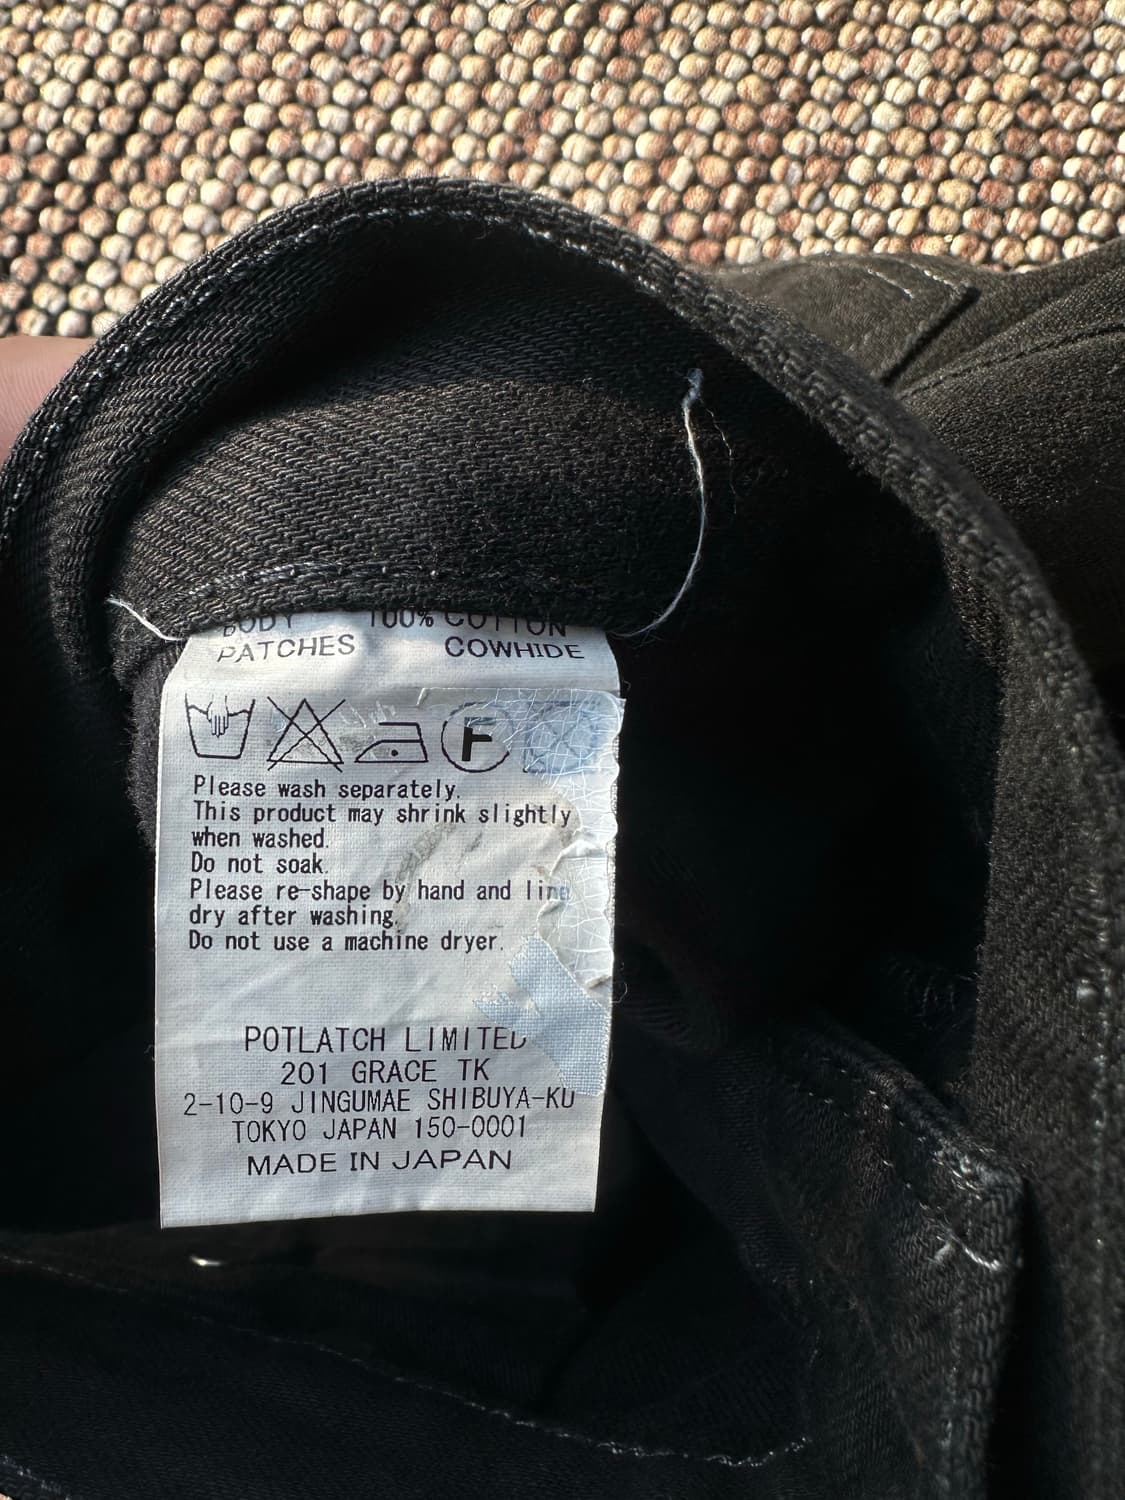 BODY 100% COTTON
PATCHES COWHIDE
F
Please wash separately.
This product may shrink slightly
when washed.
Do not soak.
Please re-shape by hand and line
dry after washing.
Do not use a machine dryer.
POTLATCH LIMITED
201 GRACE TK
2-10-9 JINGUMAE SHIBUYA-KU
TOKYO JAPAN 150-0001
MADE IN JAPAN